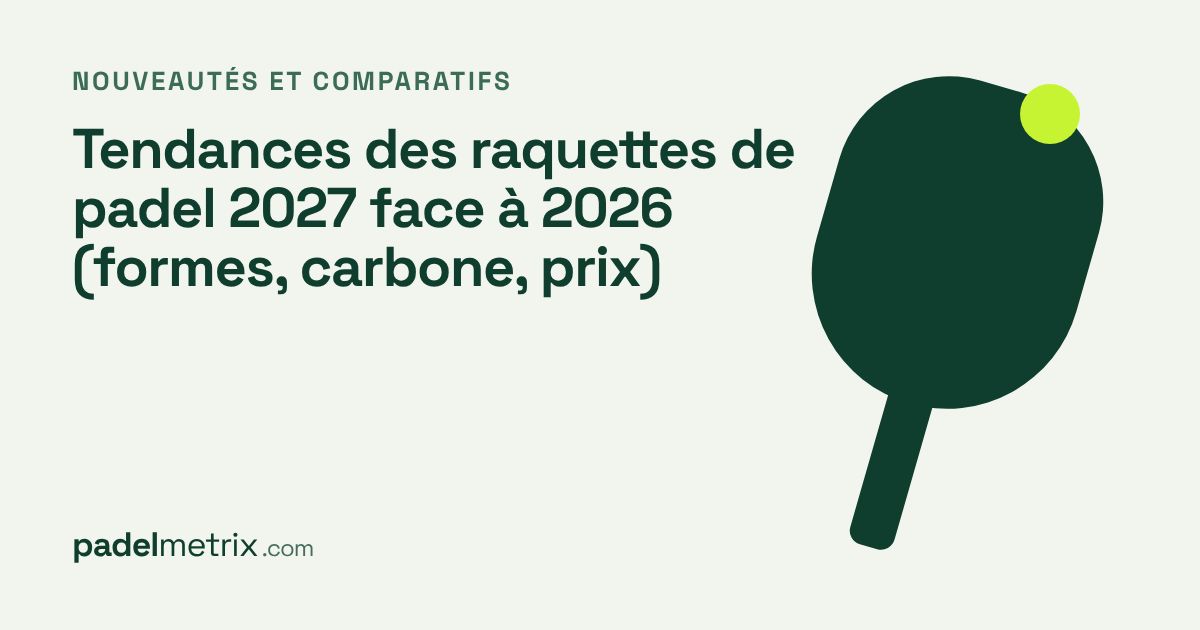 NOUVEAUTÉS ET COMPARATIFS
Tendances des raquettes de
padel 2027 face à 2026
(formes, carbone, prix)
padelmetrix.com